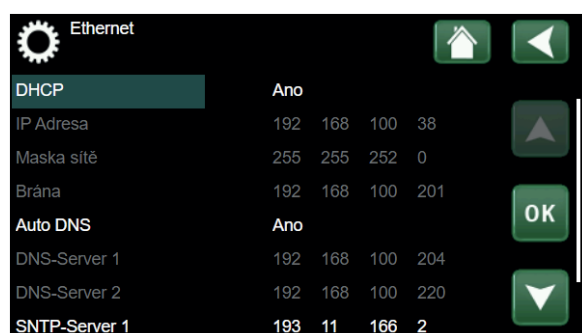 Ethernet
DHCP Ano
IP Adresa 192 168 100 38
Maska sítě 255 255 252 0
Brána 192 168 100 201
Auto DNS Ano
DNS-Server 1 192 168 100 204
DNS-Server 2 192 168 100 220
SNTP-Server 1 193 11 166 2
OK